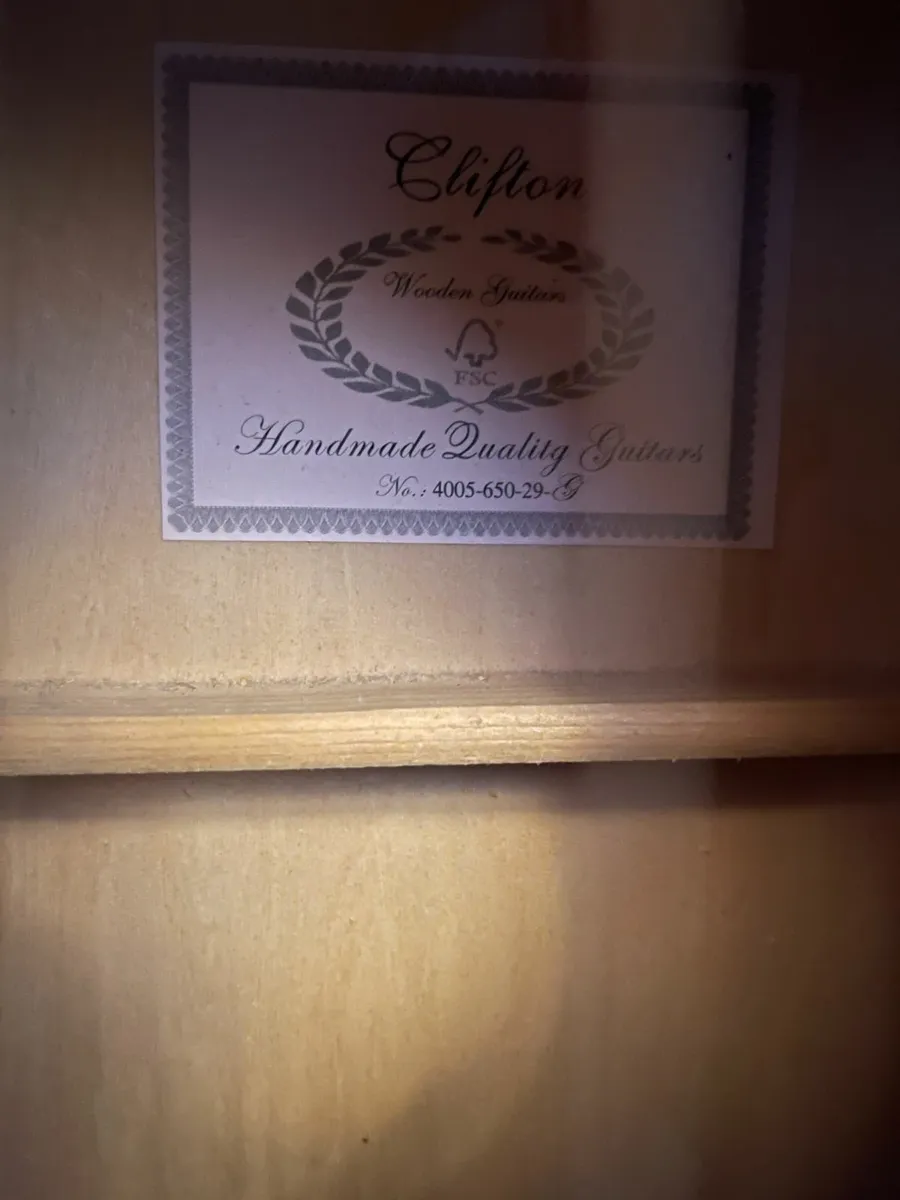 Clifton
Wooden Guitars
FSC
Handmade Qualitg Guitars
No.: 4005-650-29-G